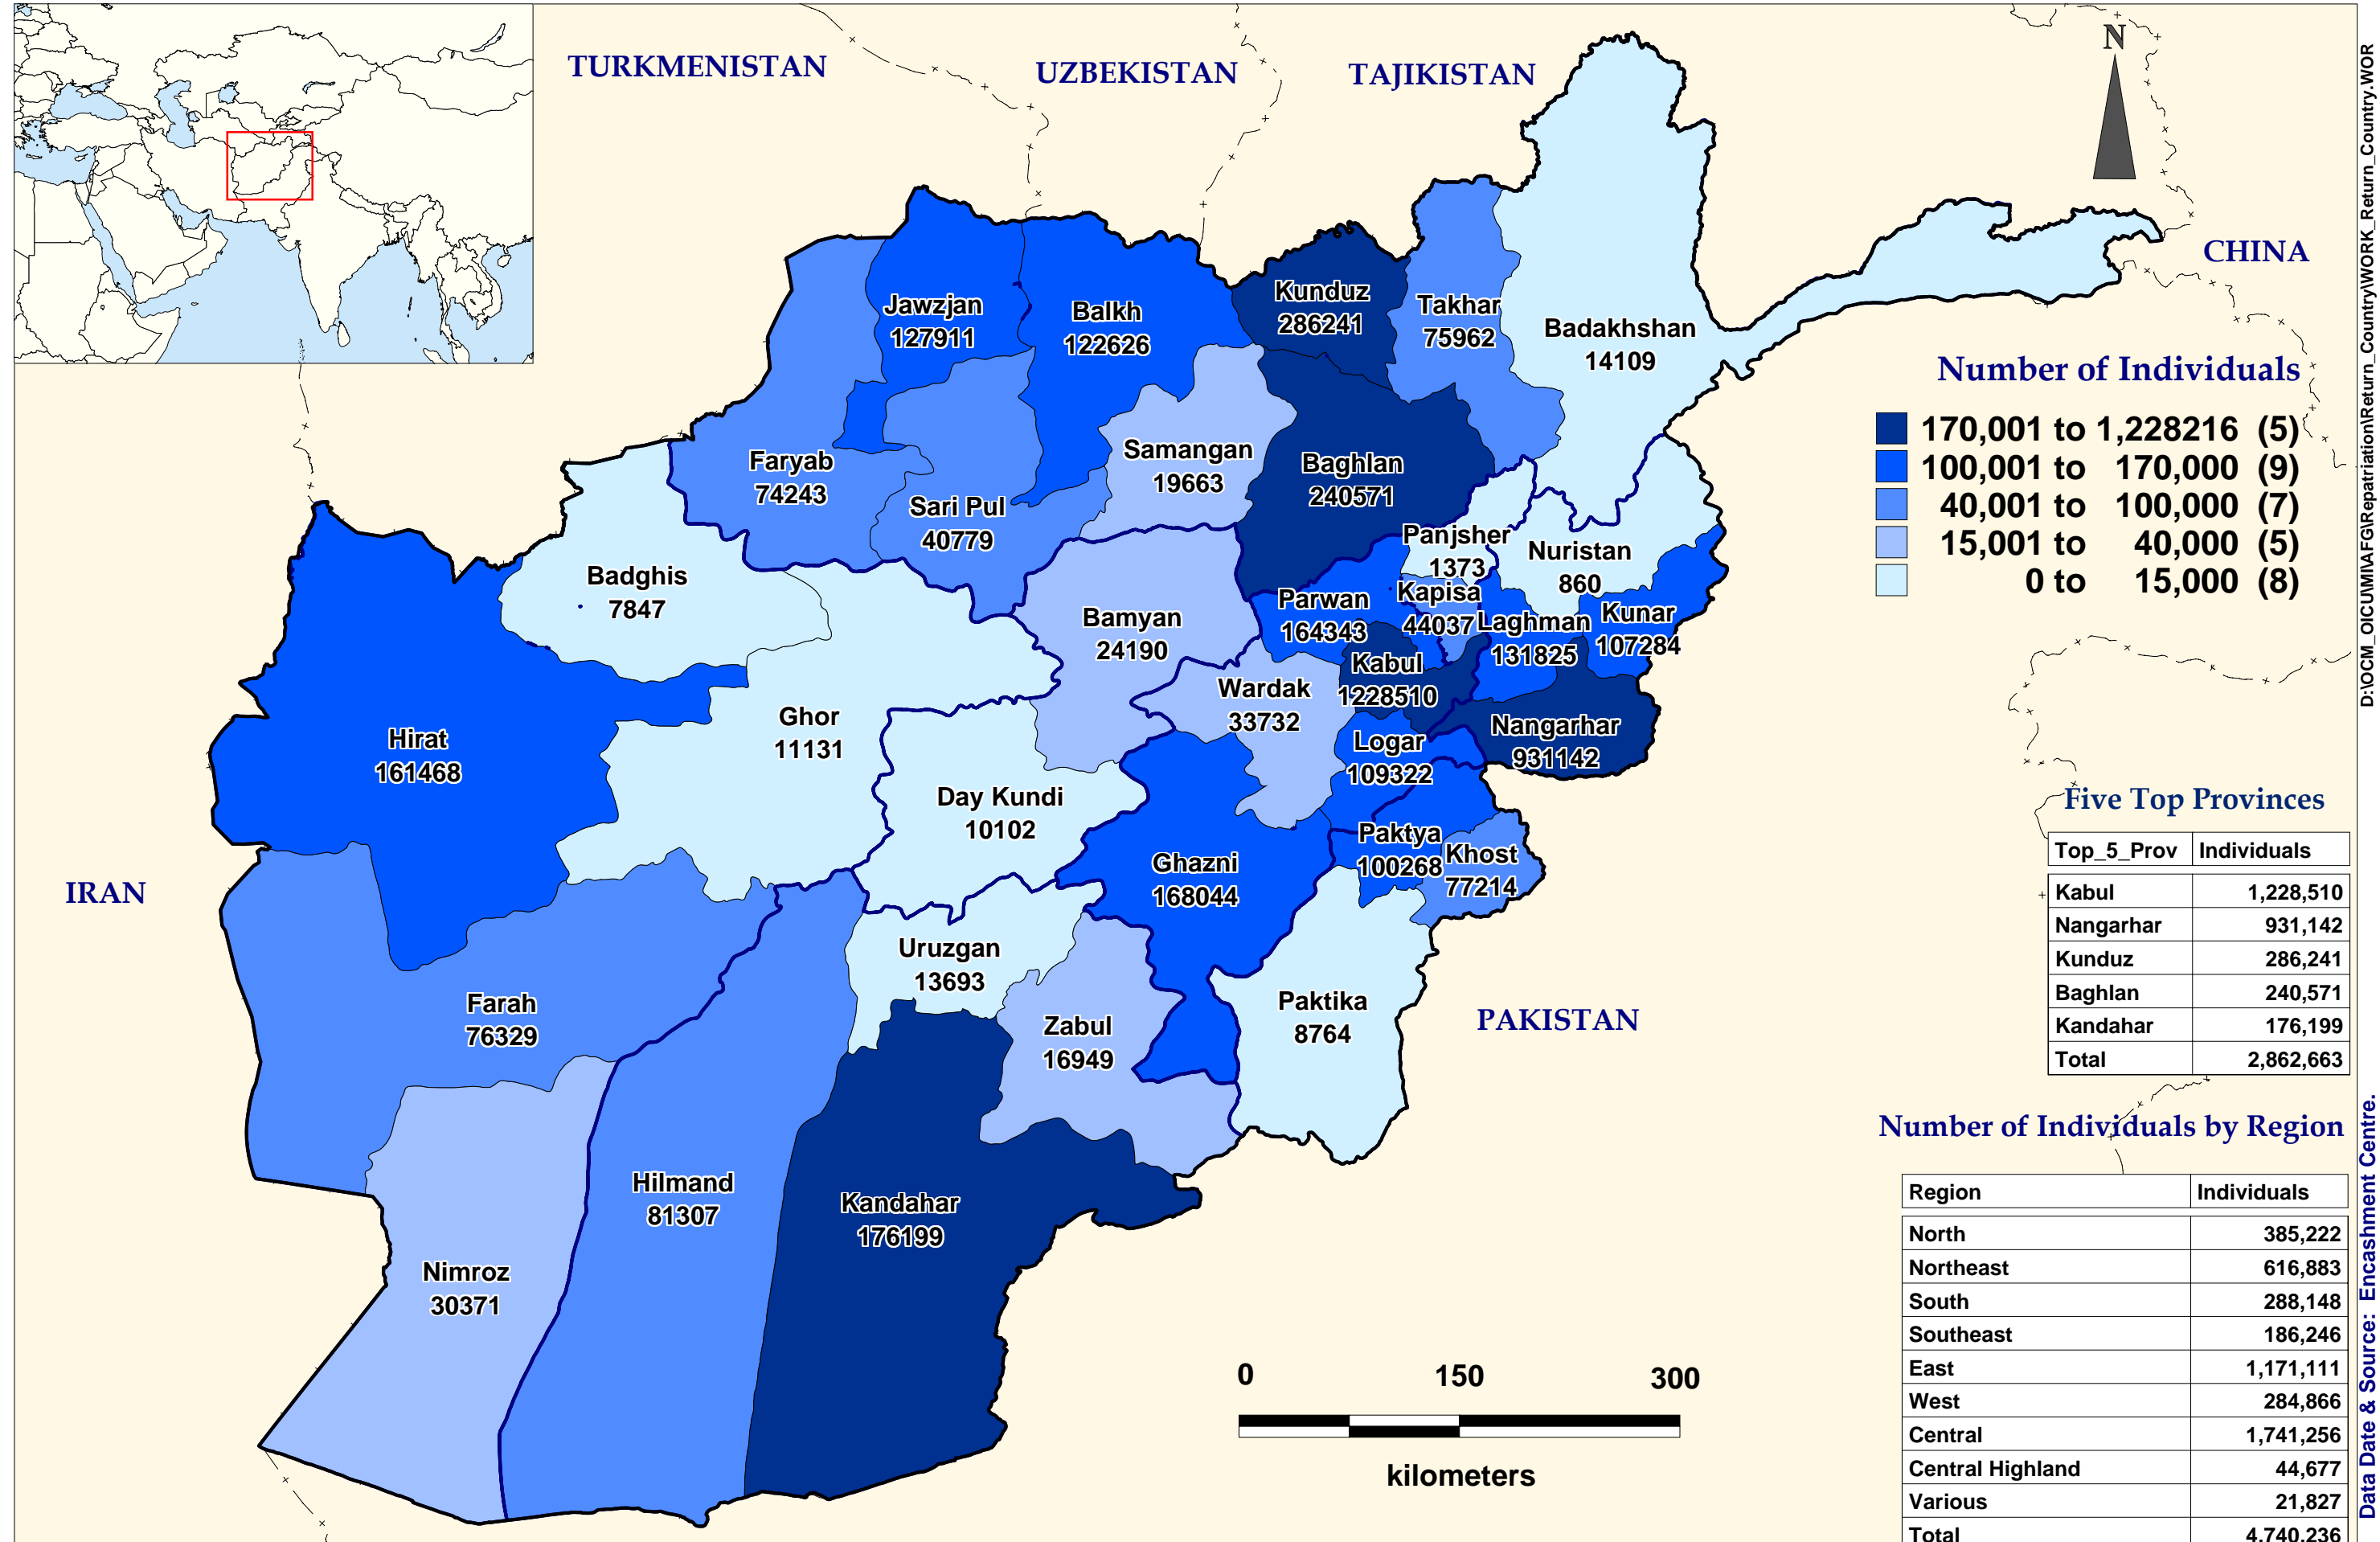 TURKMENISTAN
UZBEKISTAN
TAJIKISTAN
N
CHINA
IRAN
PAKISTAN
Jawzjan
127911
Balkh
122626
Kunduz
286241
Takhar
75962
Badakhshan
14109
Faryab
74243
Sari Pul
40779
Samangan
19663
Baghlan
240571
Badghis
7847
Panjsher
1373
Nuristan
860
Bamyan
24190
Parwan
164343
Kapisa
44037
Laghman
131825
Kunar
107284
Kabul
1228510
Wardak
33732
Hirat
161468
Ghor
11131
Logar
109322
Nangarhar
931142
Day Kundi
10102
Ghazni
168044
Paktya
100268
Khost
77214
Uruzgan
13693
Farah
76329
Zabul
16949
Paktika
8764
Hilmand
81307
Kandahar
176199
Nimroz
30371
0 150 300
kilometers
Number of Individuals
170,001 to 1,228216 (5)
100,001 to 170,000 (9)
40,001 to 100,000 (7)
15,001 to 40,000 (5)
0 to 15,000 (8)
Five Top Provinces
Top_5_Prov Individuals
Kabul 1,228,510
Nangarhar 931,142
Kunduz 286,241
Baghlan 240,571
Kandahar 176,199
Total 2,862,663
Number of Individuals by Region
Region Individuals
North 385,222
Northeast 616,883
South 288,148
Southeast 186,246
East 1,171,111
West 284,866
Central 1,741,256
Central Highland 44,677
Various 21,827
Total 4,740,236
D:\OCM_OICUMIVAFG\Repatriation\Return_Country\WORK_Return_Country.WOR
Data Date & Source: Encashment Centre.